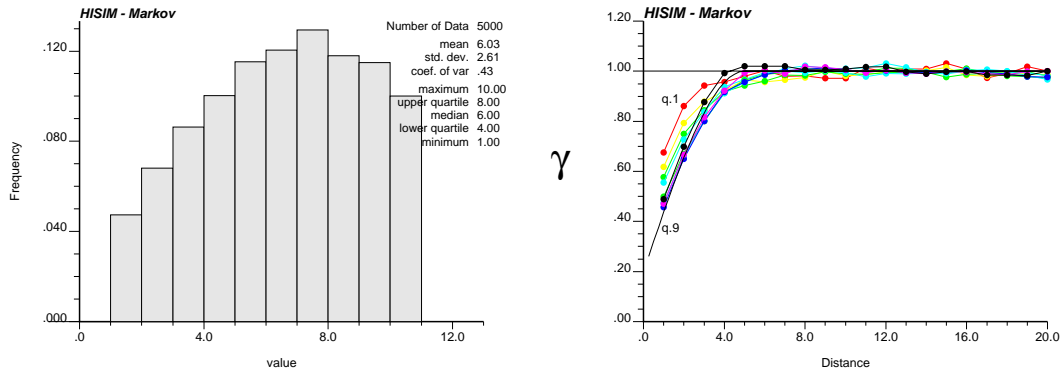 HISIM - Markov
Number of Data 5000
mean 6.03
std. dev. 2.61
coef. of var .43
maximum 10.00
upper quartile 8.00
median 6.00
lower quartile 4.00
minimum 1.00
Frequency
.120
.080
.040
.000
.0 4.0 8.0 12.0
value
HISIM - Markov
γ
1.20
1.00
.80
.60
.40
.20
.00
q.1
q.9
.0 4.0 8.0 12.0 16.0 20.0
Distance